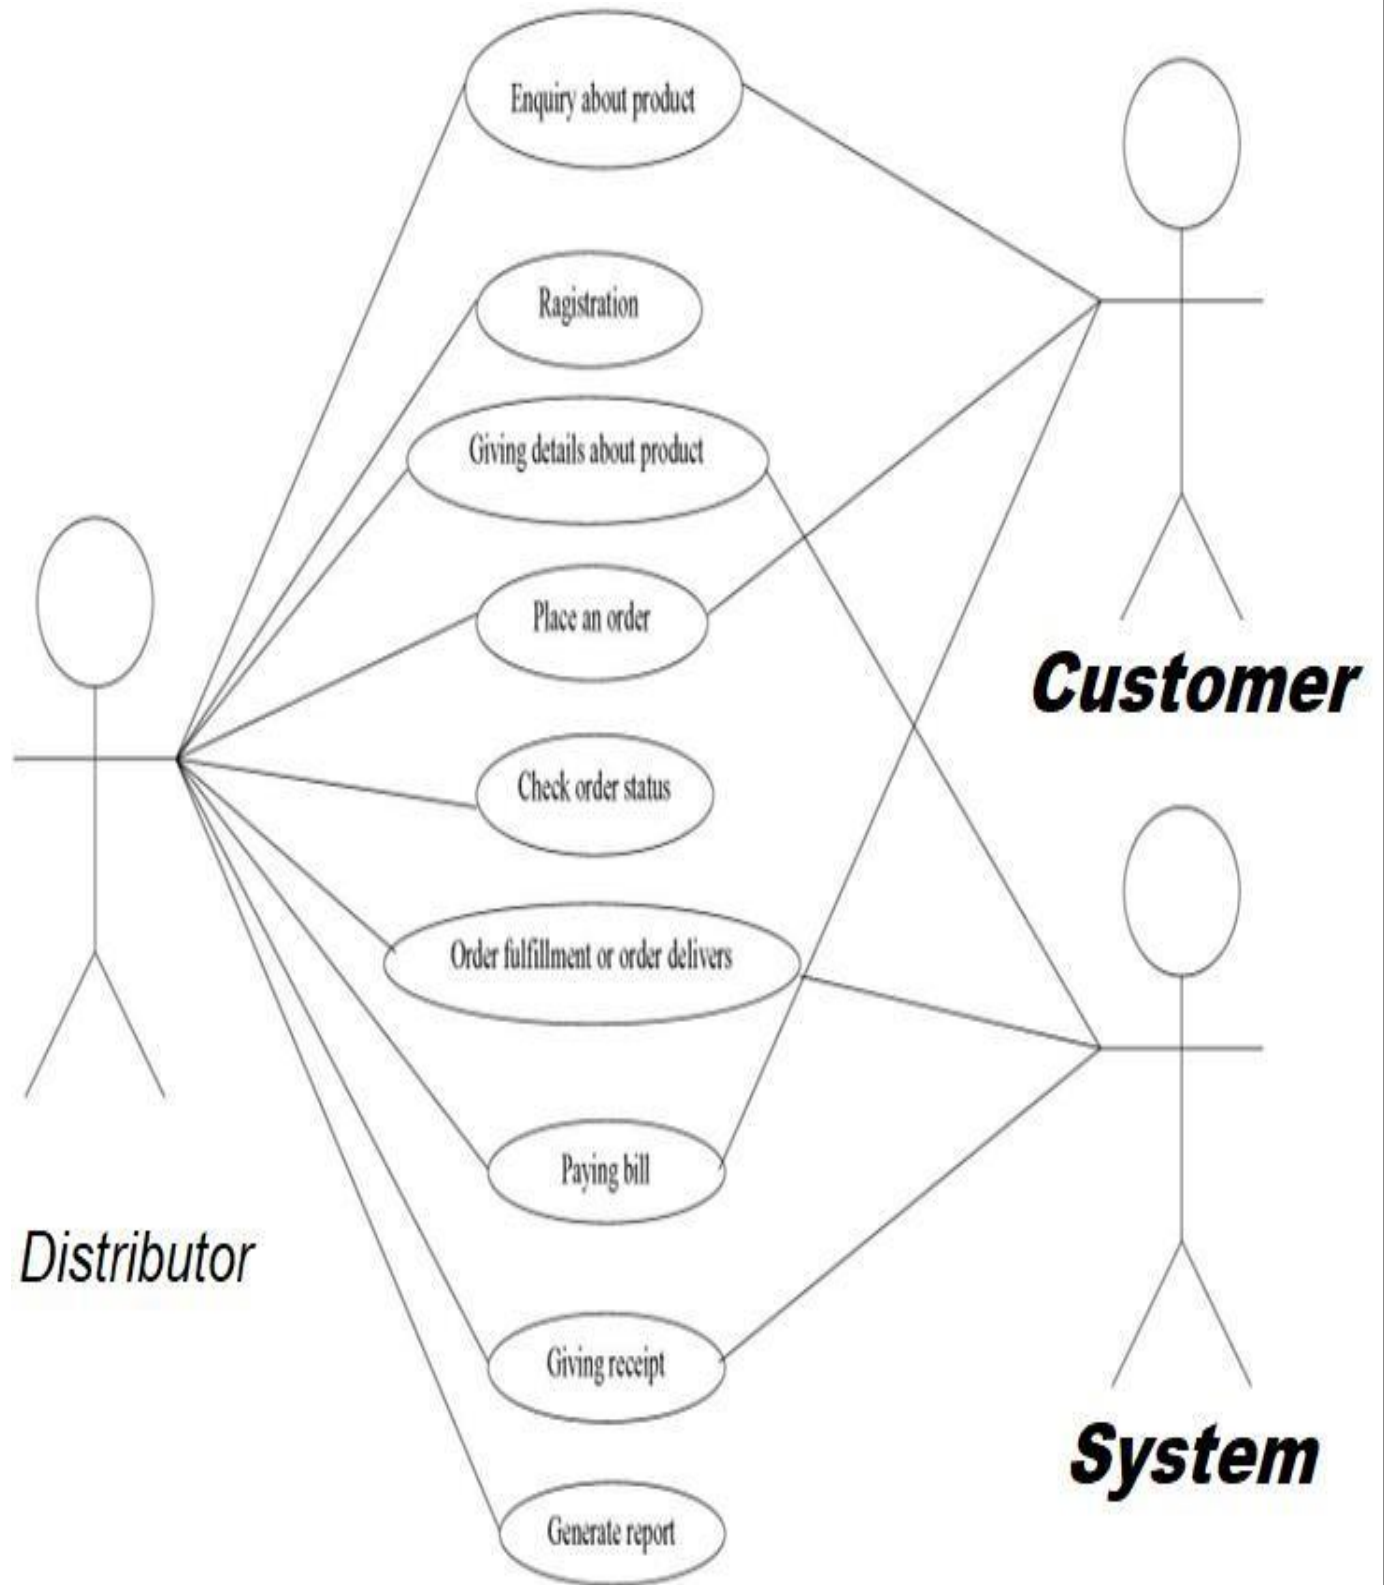 Enquiry about product
Ragistration
Giving details about product
Place an order
Customer
Check order status
Order fulfillment or order delivers
Paying bill
Distributor
Giving receipt
System
Generate report